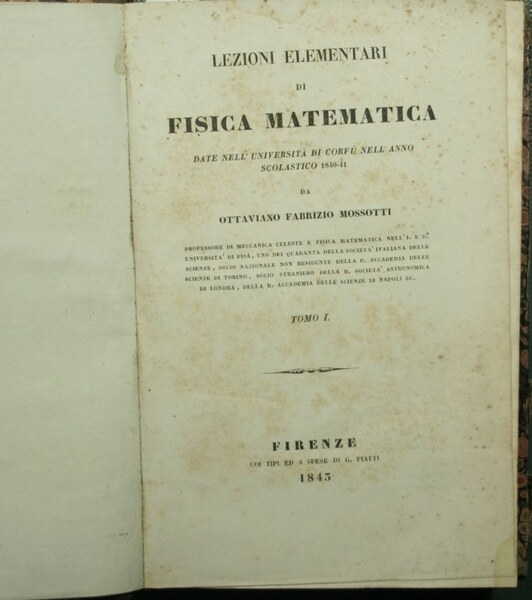 LEZIONI ELEMENTARI
DI
FISICA MATEMATICA
DATE NELL'UNIVERSITÀ DI CORFÙ NELL'ANNO
SCOLASTICO 1840-41
DA
OTTAVIANO FABRIZIO MOSSOTTI
PROFESSORE DI MECCANICA CELESTE E FISICA MATEMATICA NELL'I. E R.
UNIVERSITA' DI PISA, UNO DEI QUARANTA DELLA SOCIETA' ITALIANA DELLE
SCIENZE, SOCIO NAZIONALE NON RESIDENTE DELLA R. ACCADEMIA DELLE
SCIENZE DI TORINO, SOCIO STRANIERO DELLA R. SOCIETA' ASTRONOMICA
DI LONDRA, DELLA R. ACCADEMIA DELLE SCIENZE DI NAPOLI EC.
TOMO I.
FIRENZE
COI TIPI ED A SPESE DI G. PIATTI
1843